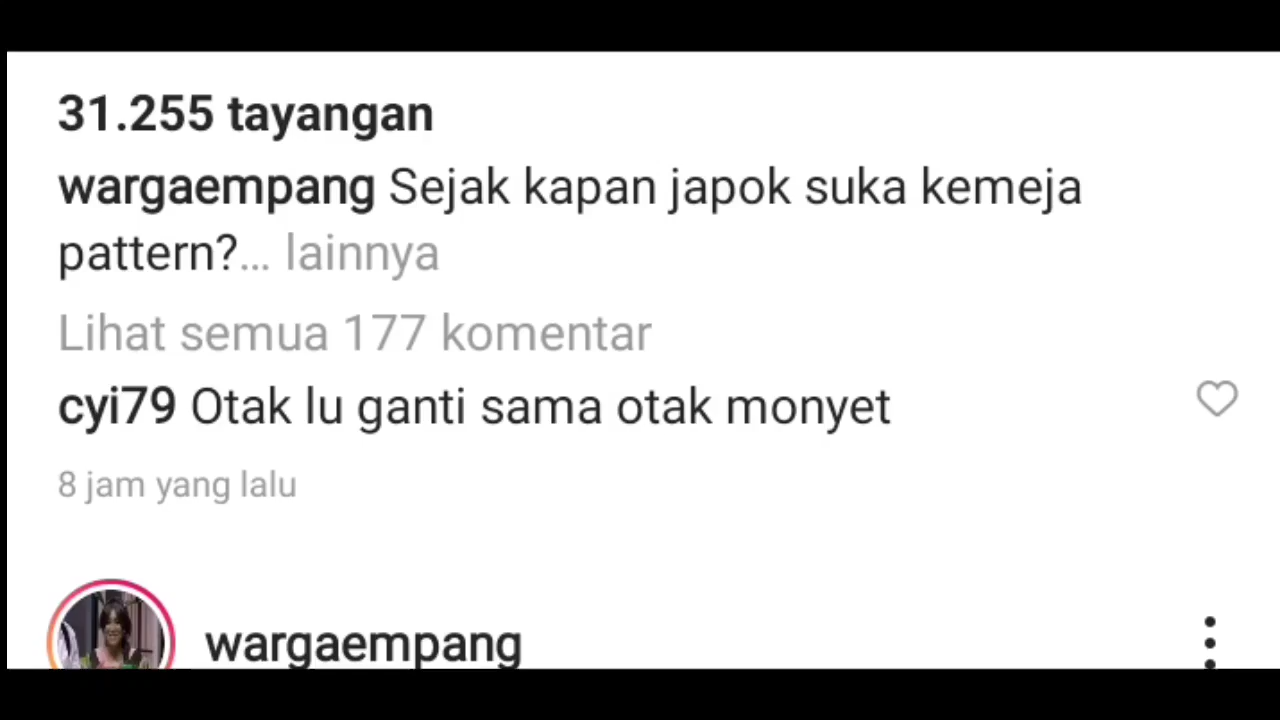 31.255 tayangan
wargaempang Sejak kapan japok suka kemeja
pattern?... lainnya
Lihat semua 177 komentar
cyi79 Otak lu ganti sama otak monyet
8 jam yang lalu
wargaempang